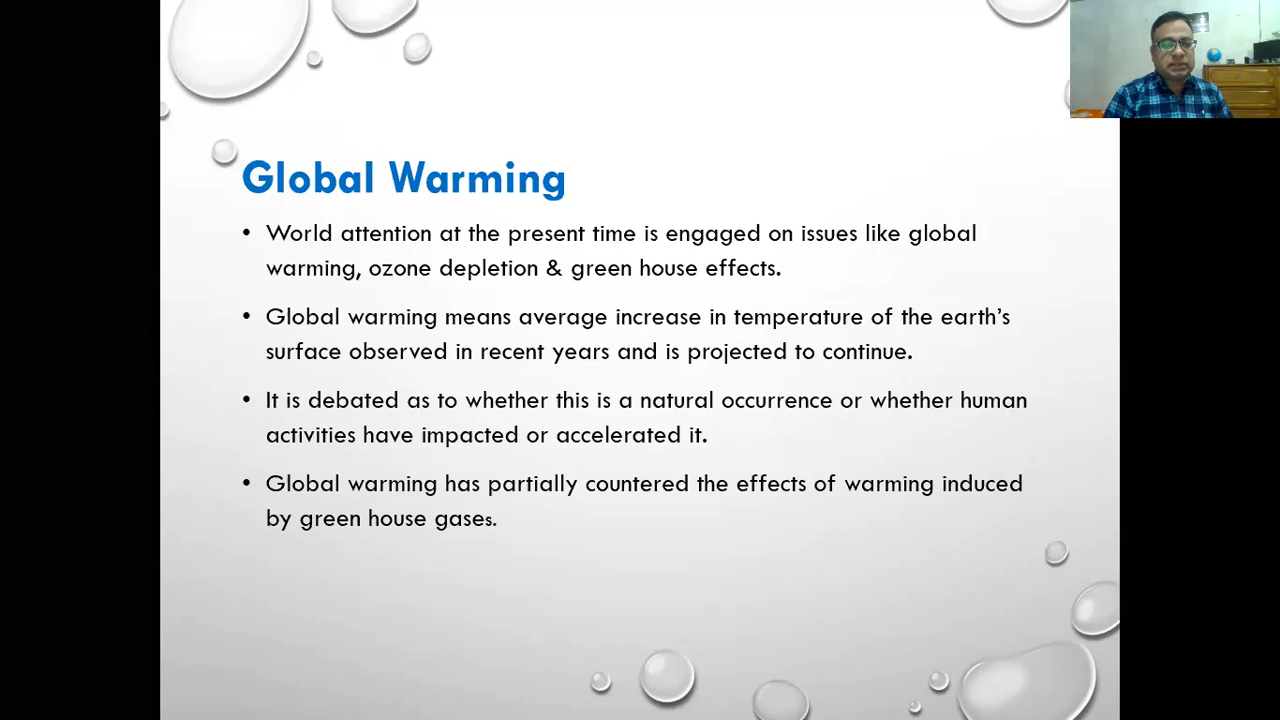 Global Warming
• World attention at the present time is engaged on issues like global
warming, ozone depletion & green house effects.
• Global warming means average increase in temperature of the earth’s
surface observed in recent years and is projected to continue.
• It is debated as to whether this is a natural occurrence or whether human
activities have impacted or accelerated it.
• Global warming has partially countered the effects of warming induced
by green house gases.